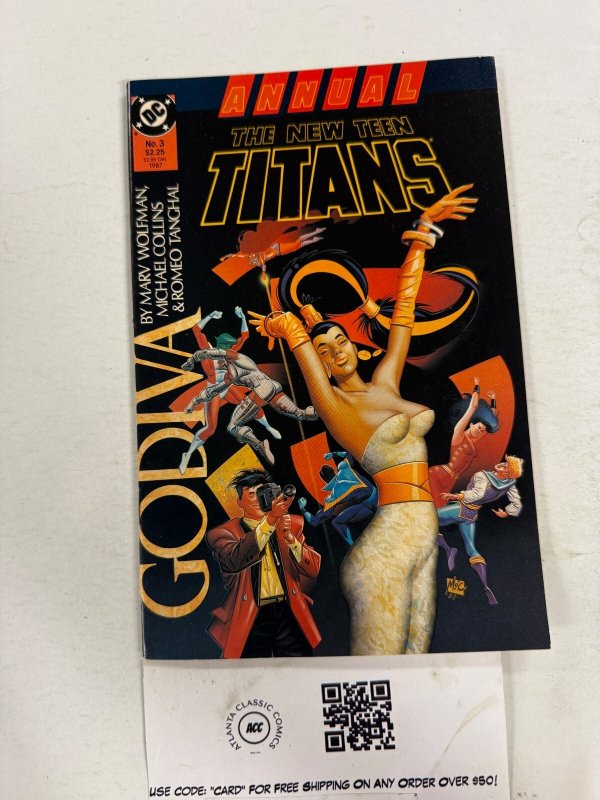 ANNUAL
THE NEW TEEN
TITANS
DC
No. 3
$2.25
$2.95 CAN
1987
BY MARV WOLFMAN,
MICHAEL COLLINS
& ROMEO TANGHAL
GODIVA
ATLANTA CLASSIC COMICS
ACC
USE CODE: "CARD" FOR FREE SHIPPING ON ANY ORDER OVER $50!